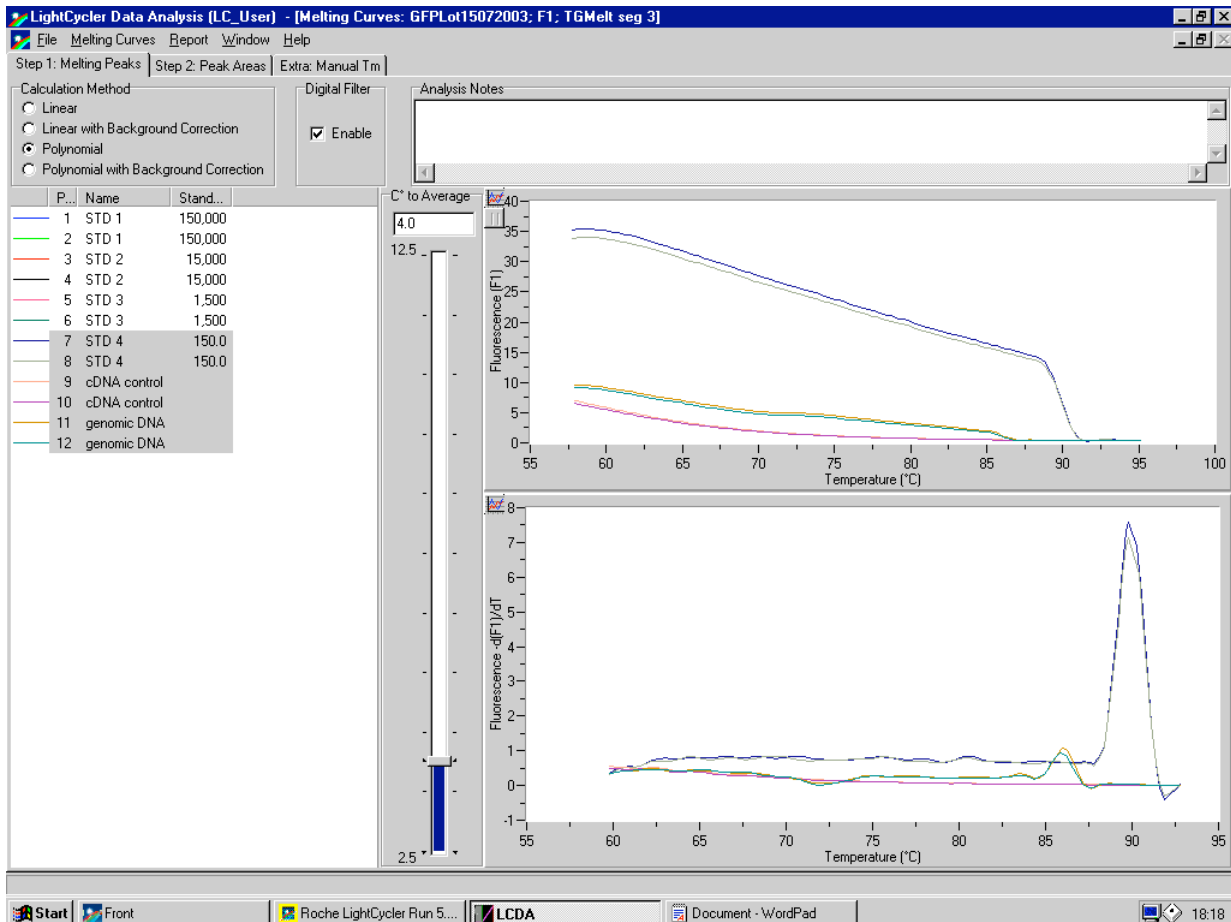 LightCycler Data Analysis (LC_User) - [Melting Curves: GFPLot15072003; F1; TGMelt seg 3]
File Melting Curves Report Window Help
Step 1: Melting Peaks Step 2: Peak Areas Extra: Manual Tm
Calculation Method
Linear
Linear with Background Correction
Polynomial
Polynomial with Background Correction
Digital Filter
Enable
Analysis Notes
P... Name Stand...
1 STD 1 150,000
2 STD 1 150,000
3 STD 2 15,000
4 STD 2 15,000
5 STD 3 1,500
6 STD 3 1,500
7 STD 4 150.0
8 STD 4 150.0
9 cDNA control
10 cDNA control
11 genomic DNA
12 genomic DNA
C° to Average
4.0
12.5
2.5
Fluorescence (F1)
40
35
30
25
20
15
10
5
0
55 60 65 70 75 80 85 90 95 100
Temperature (°C)
Fluorescence -d(F1)/dT
8
7
6
5
4
3
2
1
0
-1
55 60 65 70 75 80 85 90 95
Temperature (°C)
Start Front Roche LightCycler Run 5.... LCDA Document - WordPad 18:18